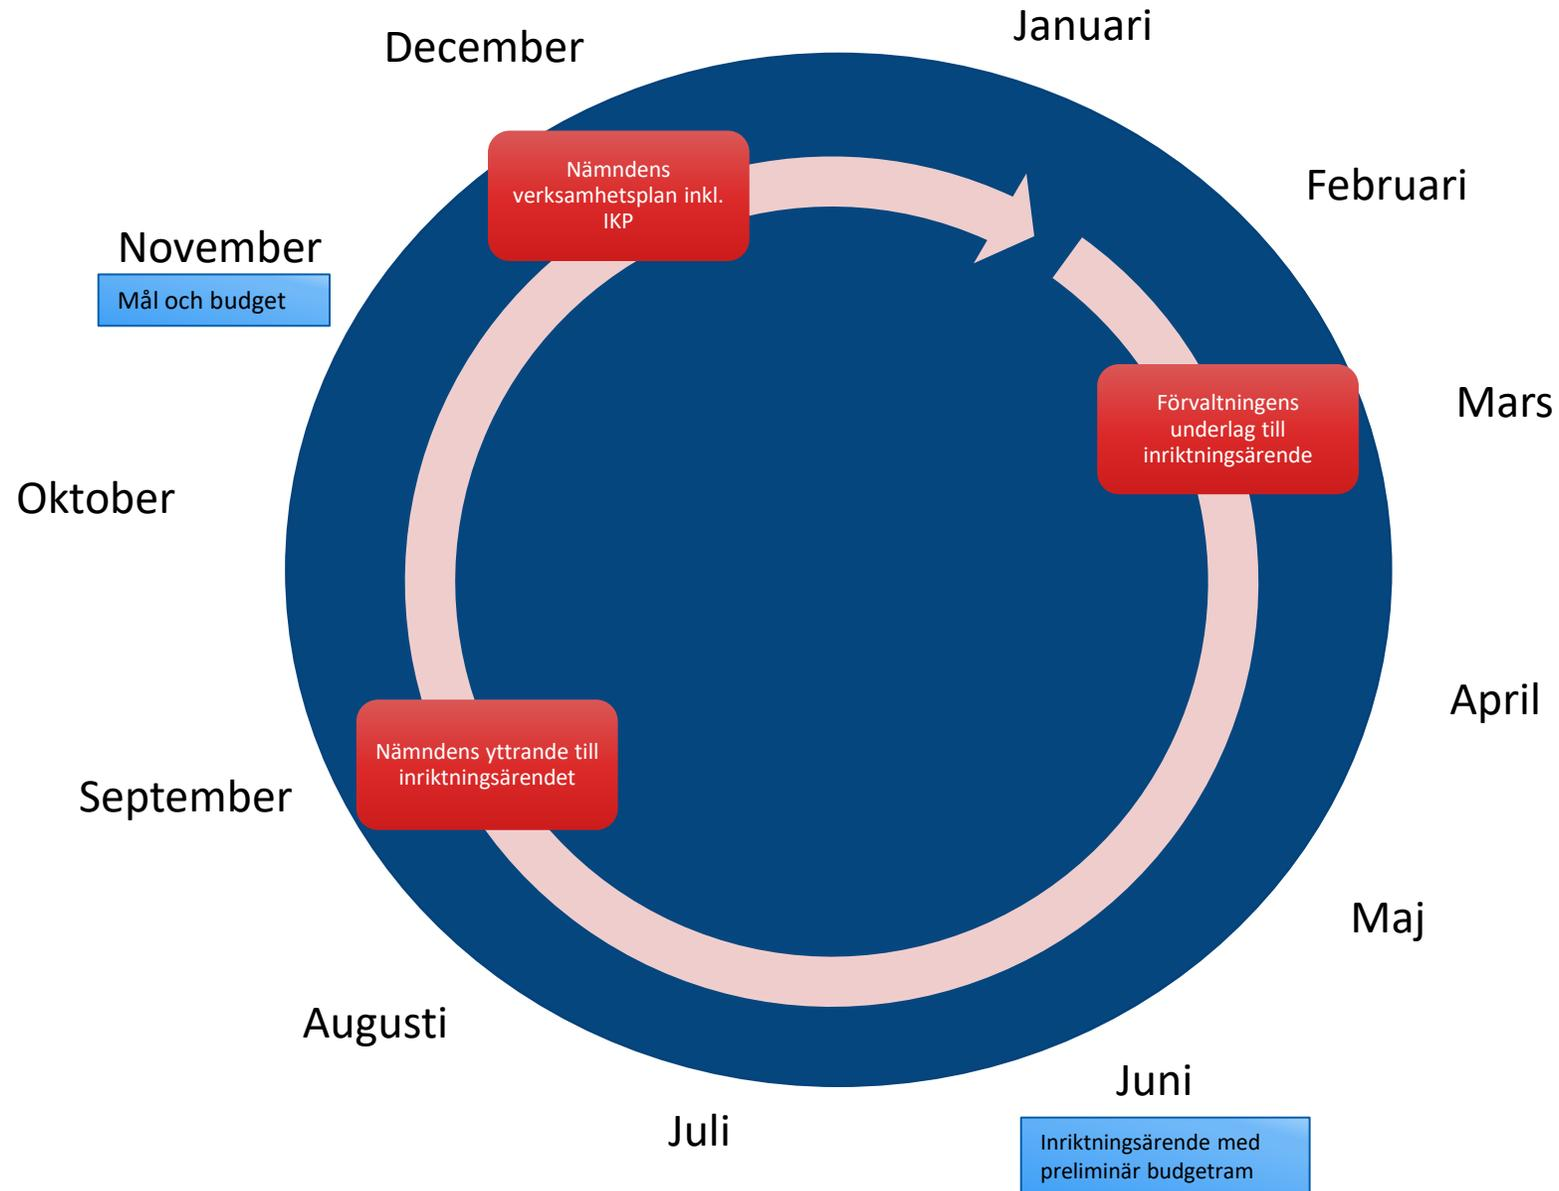 Januari
December
Nämndens
verksamhetsplan inkl.
IKP
Februari
November
Mål och budget
Mars
Förvaltningens
underlag till
inriktningsärende
Oktober
April
Nämndens yttrande till
inriktningsärendet
September
Maj
Augusti
Juni
Juli
Inriktningsärende med
preliminär budgetram